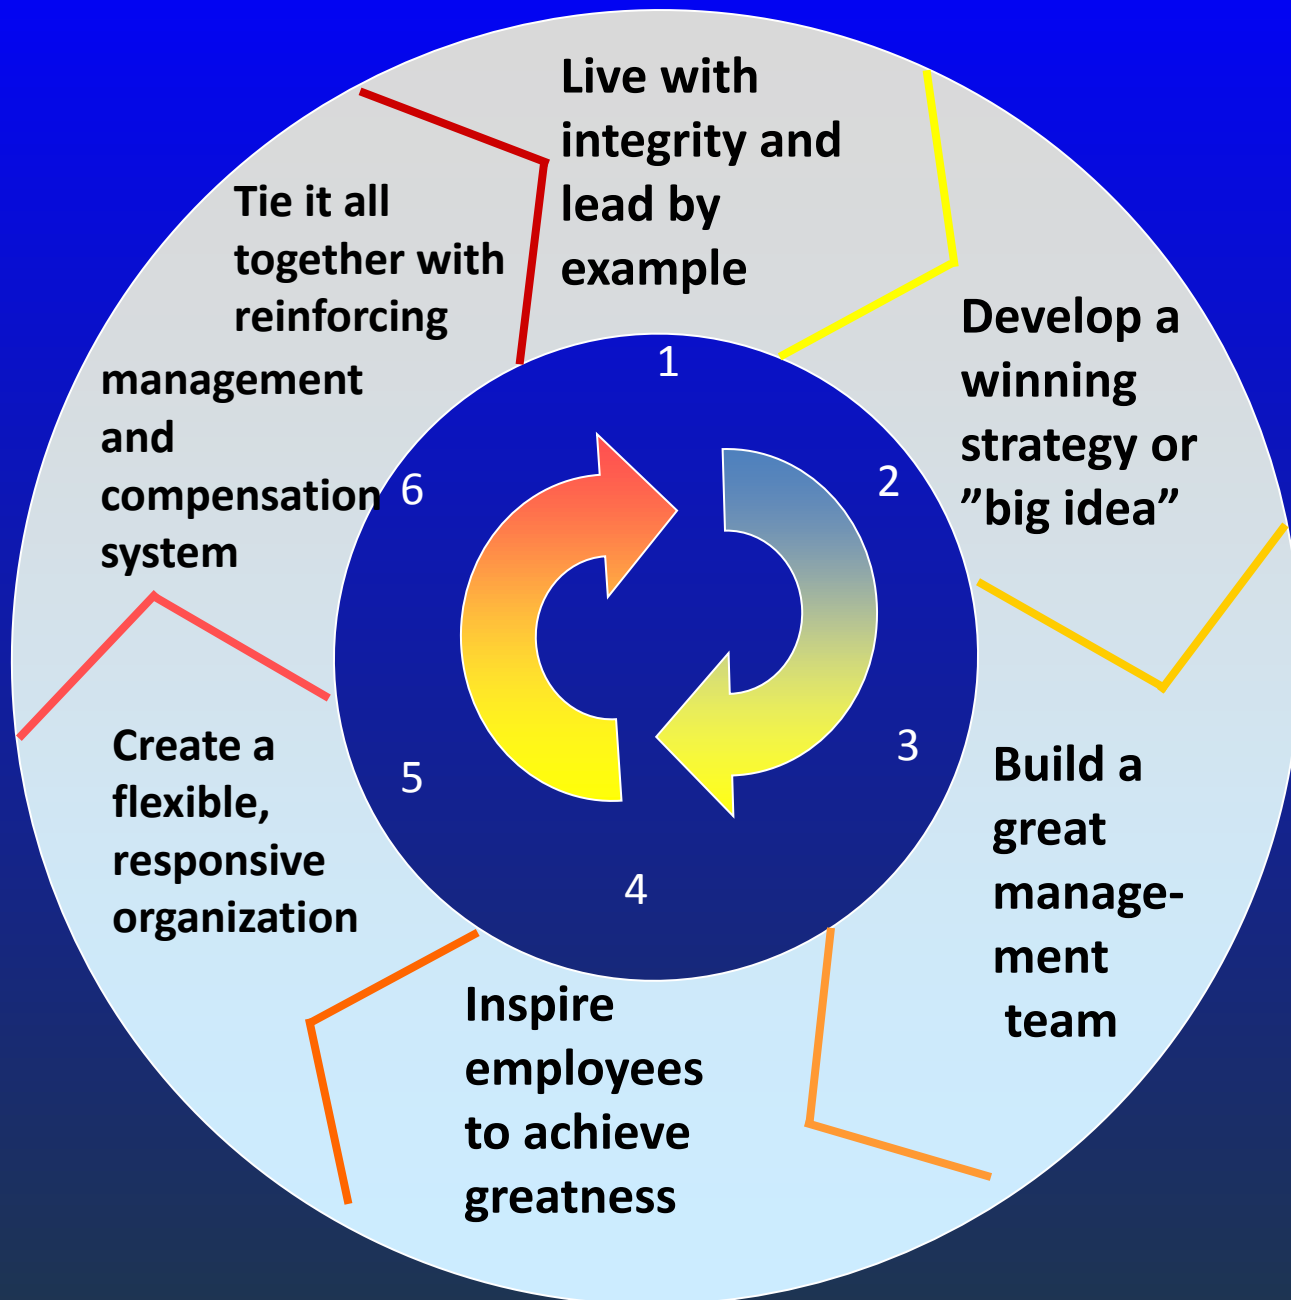 Live with
integrity and
lead by
example
1
Develop a
winning
strategy or
”big idea”
2
Build a
great
manage-
ment
team
3
Inspire
employees
to achieve
greatness
4
Create a
flexible,
responsive
organization
5
Tie it all
together with
reinforcing
management
and
compensation
system
6